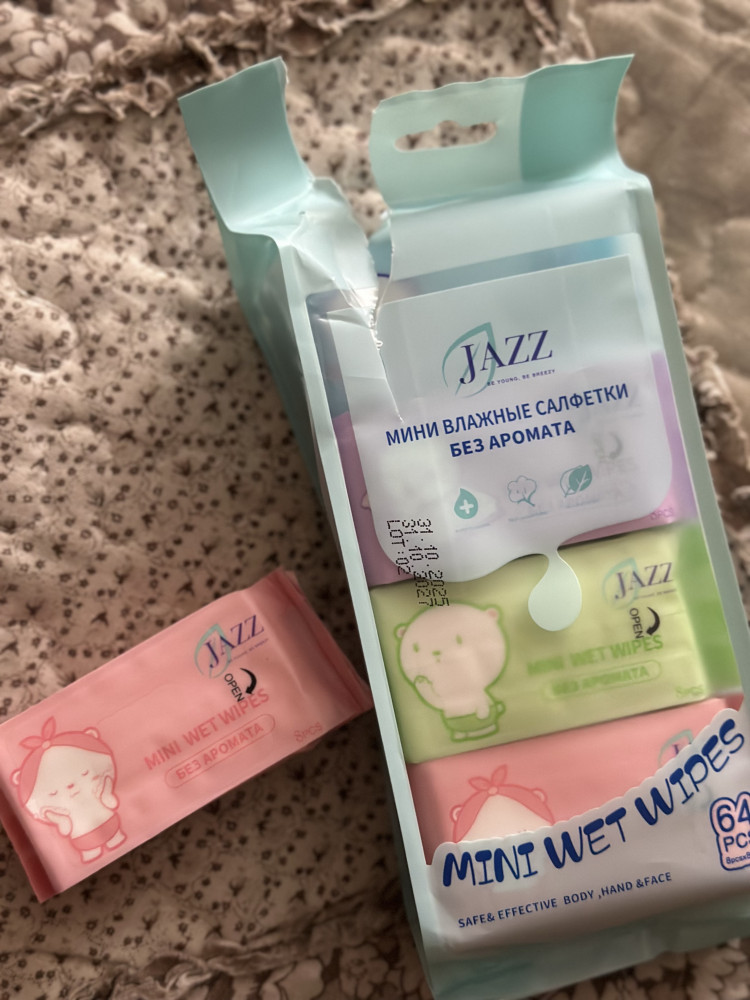 JAZZ
BE YOUNG, BE BREEZY
МИНИ ВЛАЖНЫЕ САЛФЕТКИ
БЕЗ АРОМАТА
31.10.2025
31.10.2027
LOT:02
JAZZ
OPEN
MINI WET WIPES
БЕЗ АРОМАТА
8pcs
JAZZ
OPEN
MINI WET WIPES
БЕЗ АРОМАТА
8pcs
MINI WET WIPES
64
PCS
SAFE& EFFECTIVE BODY ,HAND &FACE